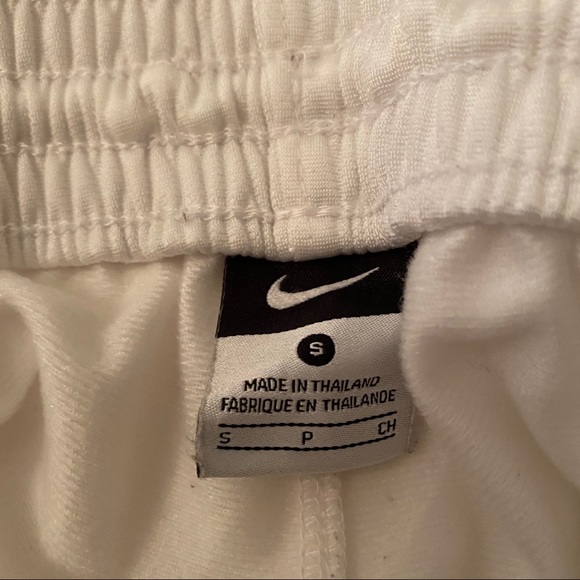 S
MADE IN THAILAND
FABRIQUE EN THAILANDE
S P CH